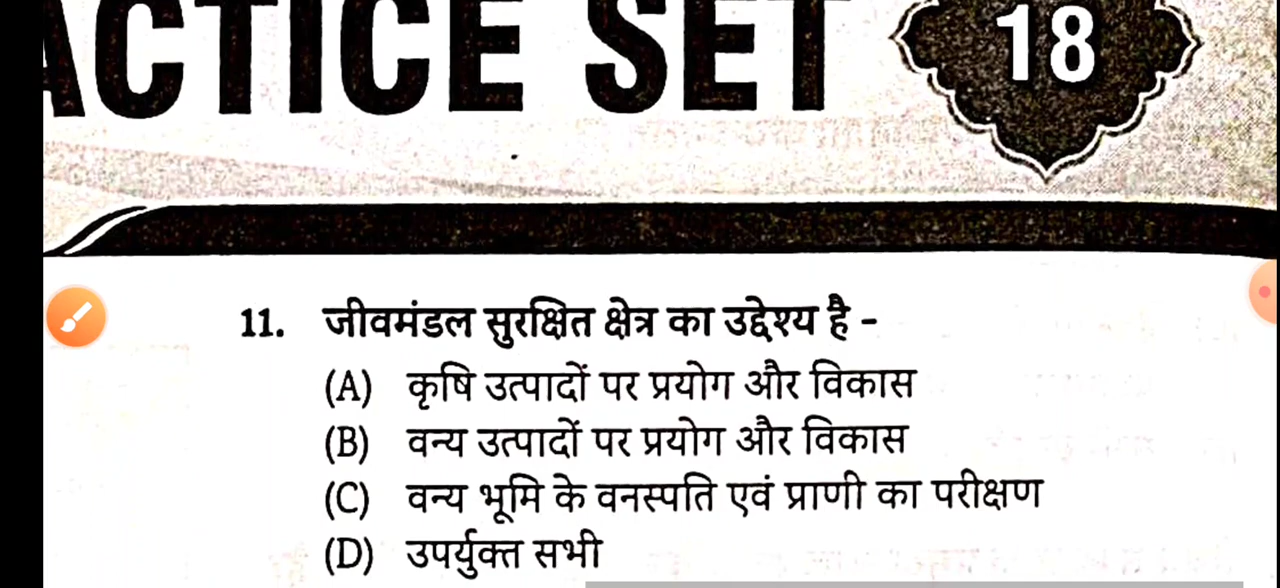 ACTICE SET 18
11. जीवमंडल सुरक्षित क्षेत्र का उद्देश्य है -
(A) कृषि उत्पादों पर प्रयोग और विकास
(B) वन्य उत्पादों पर प्रयोग और विकास
(C) वन्य भूमि के वनस्पति एवं प्राणी का परीक्षण
(D) उपर्युक्त सभी